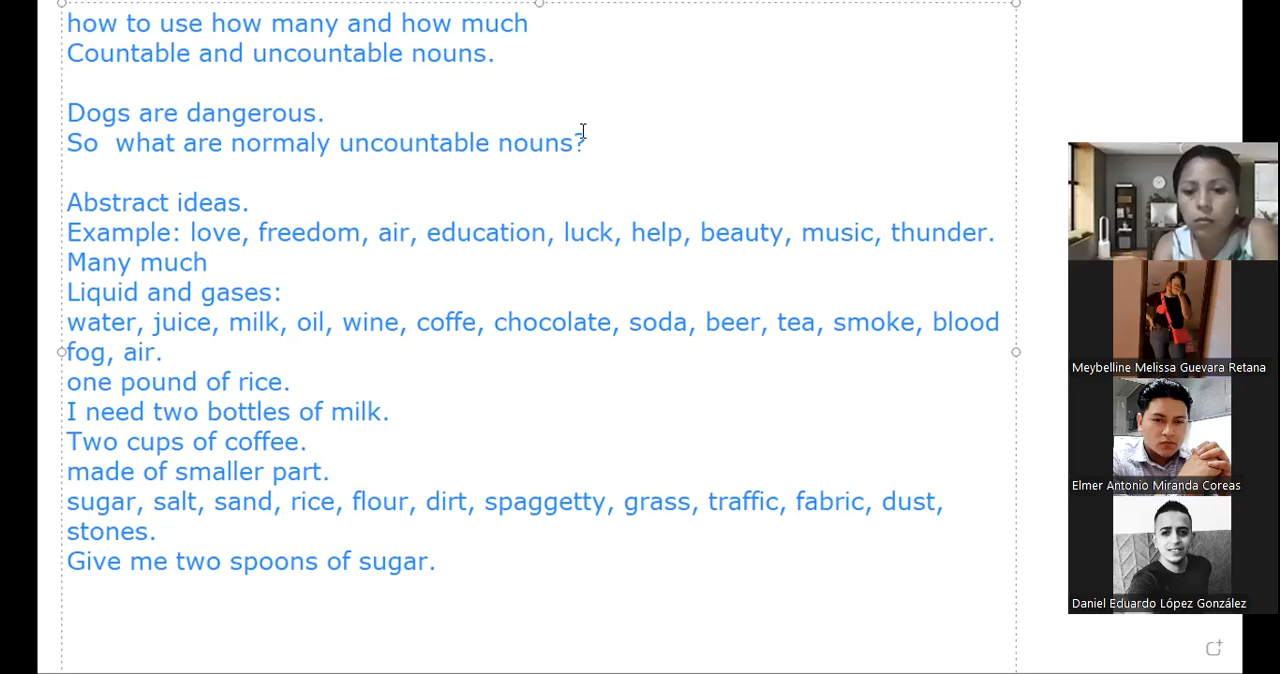 how to use how many and how much
Countable and uncountable nouns.
Dogs are dangerous.
So  what are normaly uncountable nouns?
Abstract ideas.
Example: love, freedom, air, education, luck, help, beauty, music, thunder.
Many much
Liquid and gases:
water, juice, milk, oil, wine, coffe, chocolate, soda, beer, tea, smoke, blood
fog, air.
one pound of rice.
I need two bottles of milk.
Two cups of coffee.
made of smaller part.
sugar, salt, sand, rice, flour, dirt, spaggetty, grass, traffic, fabric, dust,
stones.
Give me two spoons of sugar.
Meybelline Melissa Guevara Retana
Elmer Antonio Miranda Coreas
Daniel Eduardo López González